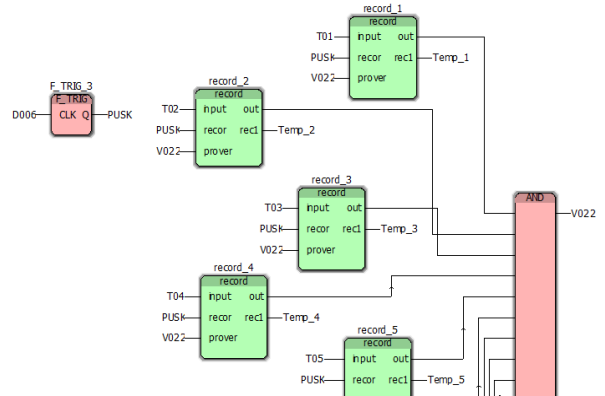 record_1
record
T01 input out
PUSK recor rec1 Temp_1
V022 prover
F_TRIG_3
F_TRIG
D006 CLK Q PUSK
record_2
record
T02 input out
PUSK recor rec1 Temp_2
V022 prover
record_3
record
T03 input out
PUSK recor rec1 Temp_3
V022 prover
AND
V022
record_4
record
T04 input out
PUSK recor rec1 Temp_4
V022 prover
record_5
record
T05 input out
PUSK recor rec1 Temp_5